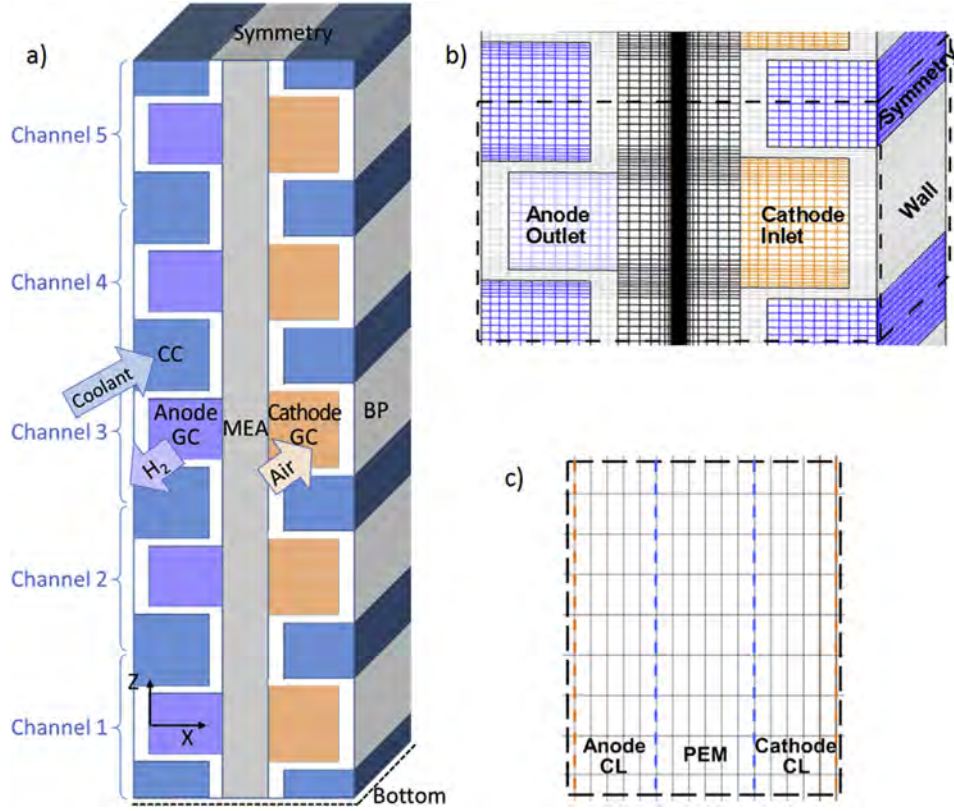 a)
Symmetry
Channel 5
Channel 4
CC
Coolant
Channel 3
Anode
GC
MEA
Cathode
GC
BP
H2
Air
Channel 2
Z
X
Channel 1
Bottom
b)
Symmetry
Anode
Outlet
Cathode
Inlet
Wall
c)
Anode
CL
PEM
Cathode
CL